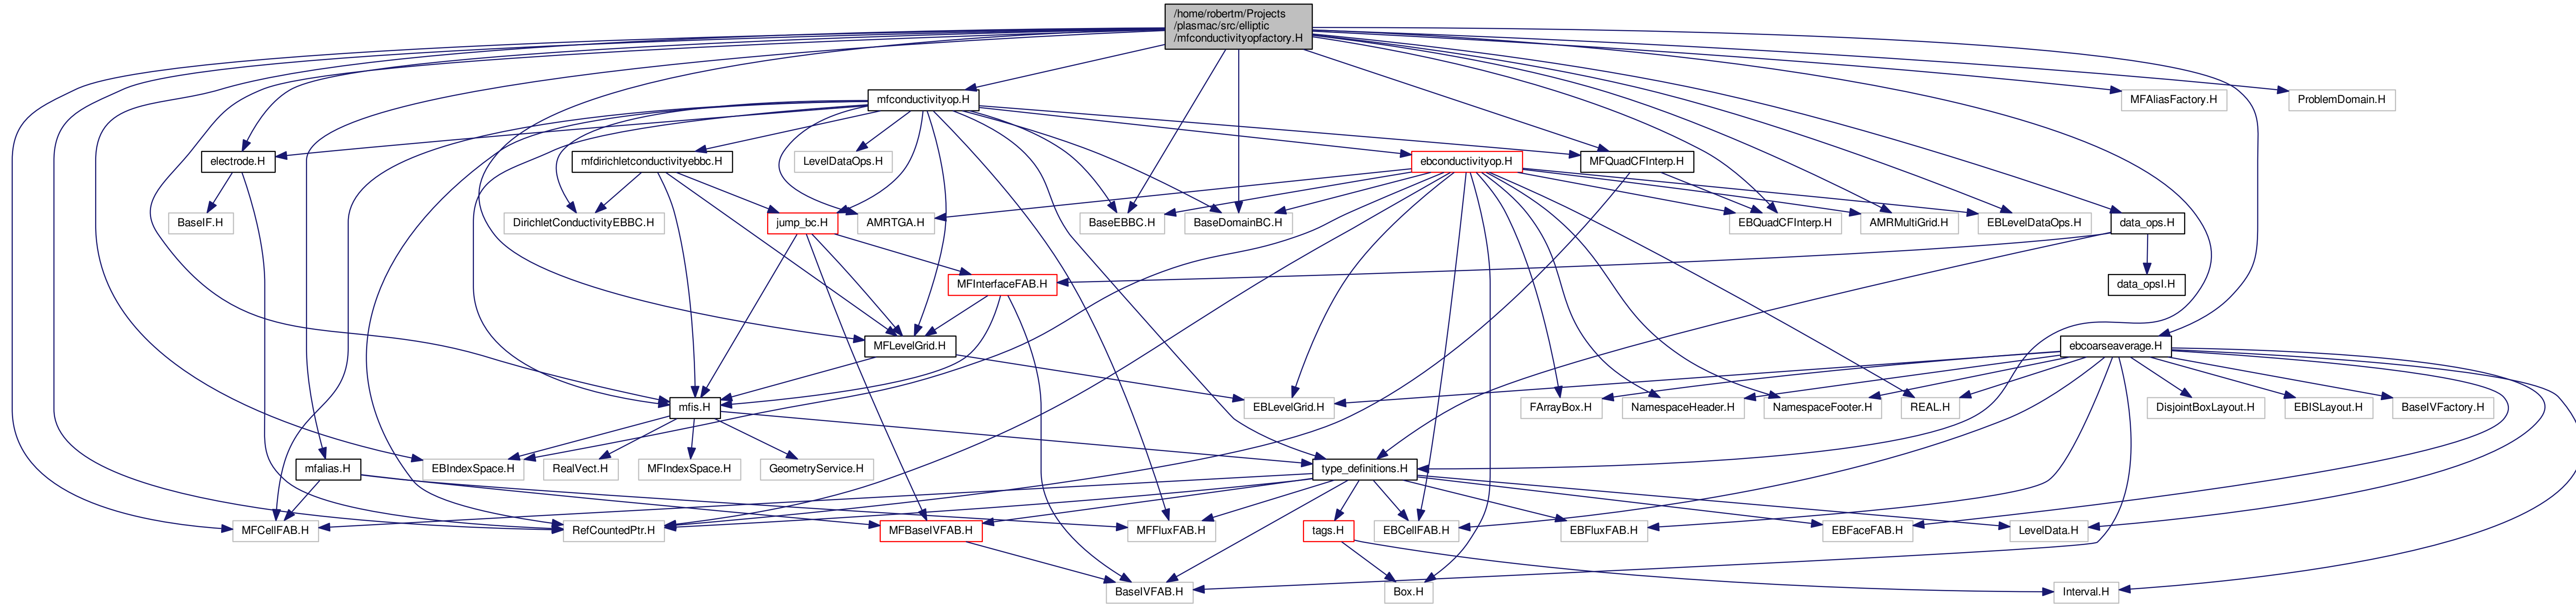 /home/robertm/Projects
/plasmac/src/elliptic
/mfconductivityopfactory.H
mfconductivityop.H
MFAliasFactory.H
ProblemDomain.H
electrode.H
mfdirichletconductivityebbc.H
LevelDataOps.H
ebconductivityop.H
MFQuadCFInterp.H
BaseIF.H
DirichletConductivityEBBC.H
jump_bc.H
AMRTGA.H
BaseEBBC.H
BaseDomainBC.H
EBQuadCFInterp.H
AMRMultiGrid.H
EBLevelDataOps.H
data_ops.H
MFInterfaceFAB.H
data_opsI.H
MFLevelGrid.H
ebcoarseaverage.H
mfis.H
EBLevelGrid.H
FArrayBox.H
NamespaceHeader.H
NamespaceFooter.H
REAL.H
DisjointBoxLayout.H
EBISLayout.H
BaseIVFactory.H
mfalias.H
EBIndexSpace.H
RealVect.H
MFIndexSpace.H
GeometryService.H
type_definitions.H
MFCellFAB.H
RefCountedPtr.H
MFBaseIVFAB.H
MFFluxFAB.H
tags.H
EBCellFAB.H
EBFluxFAB.H
EBFaceFAB.H
LevelData.H
BaseIVFAB.H
Box.H
Interval.H